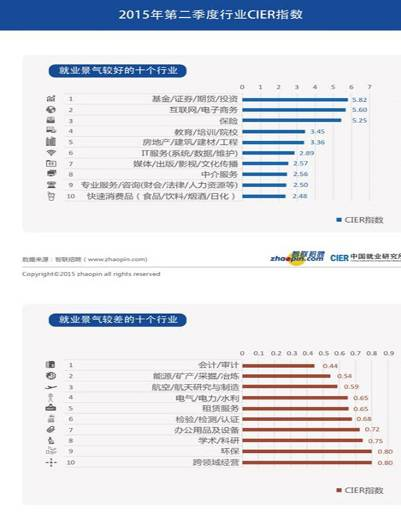 2015年第二季度行业CIER指数
就业景气较好的十个行业
0 1 2 3 4 5 6 7
1 基金/证券/期货/投资 5.82
2 互联网/电子商务 5.60
3 保险 5.25
4 教育/培训/院校 3.45
5 房地产/建筑/建材/工程 3.36
6 IT服务(系统/数据/维护) 2.89
7 媒体/出版/影视/文化传播 2.57
8 中介服务 2.56
9 专业服务/咨询(财会/法律/人力资源等) 2.50
10 快速消费品（食品/饮料/烟酒/日化） 2.48
CIER指数
数据来源：智联招聘（www.zhaopin.com） 智联招聘 zhaopin.com CIER 中国就业研究所
Copyright©2015 zhaopin all rights reserved
就业景气较差的十个行业
0 0.1 0.2 0.3 0.4 0.5 0.6 0.7 0.8 0.9
1 会计/审计 0.44
2 能源/矿产/采掘/冶炼 0.54
3 航空/航天研究与制造 0.59
4 电气/电力/水利 0.65
5 租赁服务 0.65
6 检验/检测/认证 0.68
7 办公用品及设备 0.72
8 学术/科研 0.75
9 环保 0.80
10 跨领域经营 0.80
CIER指数